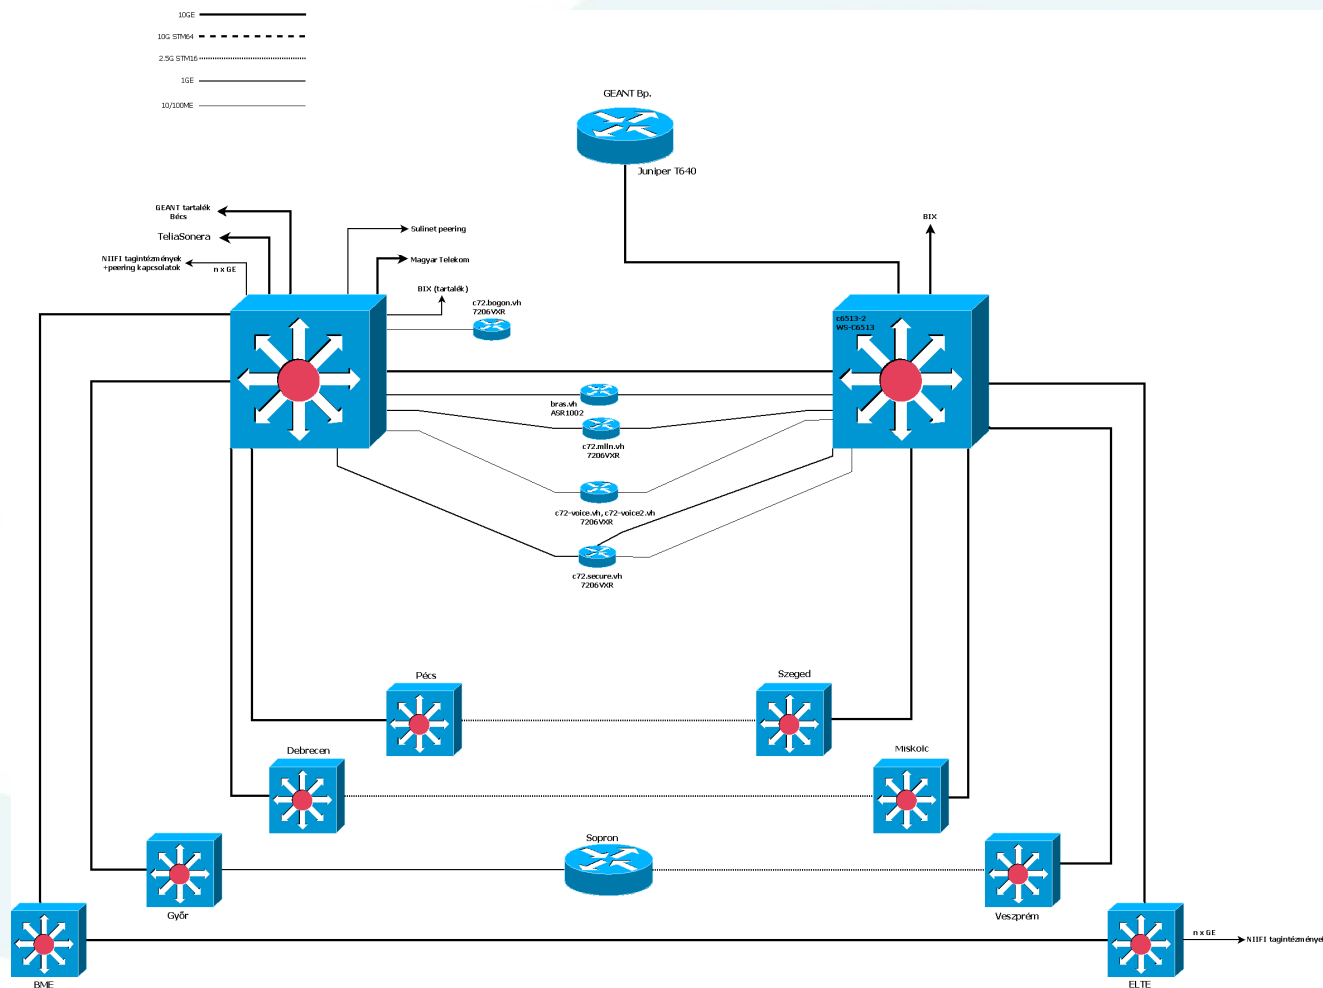 10GE
10G STM64
2.5G STM16
1GE
10/100ME
GEANT Bp.
Juniper T640
GEANT tartalék
Bécs
TeliaSonera
NIIFI tagintézmények
+peering kapcsolatok
n x GE
Sulinet peering
Magyar Telekom
BIX (tartalék)
c72.bogon.vh
7206VXR
BIX
c6513-2
WS-C6513
bras.vh
ASR1002
c72.mlln.vh
7206VXR
c72-voice.vh, c72-voice2.vh
7206VXR
c72.secure.vh
7206VXR
Pécs
Szeged
Debrecen
Miskolc
Sopron
Győr
Veszprém
n x GE
NIIFI tagintézmények
BME
ELTE